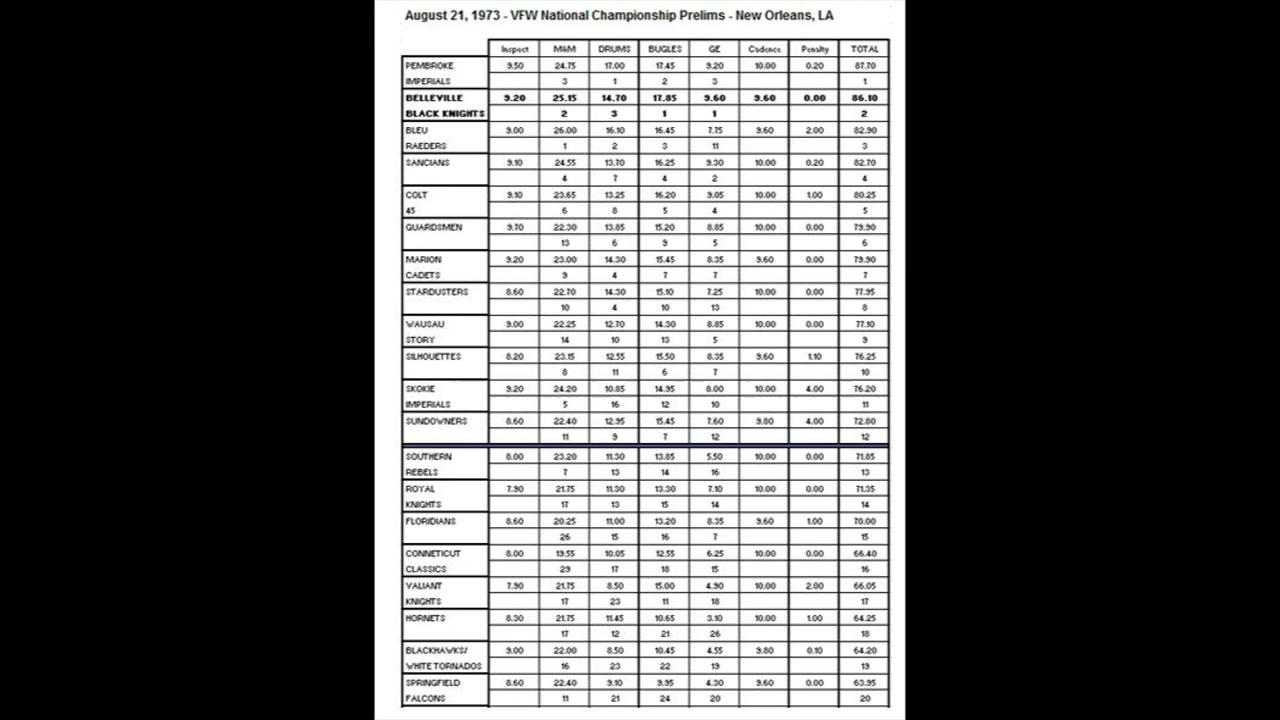 August 21, 1973 - VFW National Championship Prelims - New Orleans, LA
Inspect M&M DRUMS BUGLES GE Cadence Penalty TOTAL
PEMBROKE 9.50 24.75 17.00 17.45 9.20 10.00 0.20 87.70
IMPERIALS 3 1 2 3 1
BELLEVILLE 9.20 25.15 14.70 17.85 9.60 9.60 0.00 86.10
BLACK KNIGHTS 2 3 1 1 2
BLEU 9.00 26.00 16.10 16.45 7.75 9.60 2.00 82.90
RAEDERS 1 2 3 11 3
SANCIANS 9.10 24.55 13.70 16.25 9.30 10.00 0.20 82.70
4 7 4 2 4
COLT 9.10 23.65 13.25 16.20 9.05 10.00 1.00 80.25
45 6 8 5 4 5
GUARDSMEN 9.70 22.30 13.85 15.20 8.85 10.00 0.00 79.90
13 6 9 5 6
MARION 9.20 23.00 14.30 15.45 8.35 9.60 0.00 79.90
CADETS 9 4 7 7 7
STARDUSTERS 8.60 22.70 14.30 15.10 7.25 10.00 0.00 77.95
10 4 10 13 8
WAUSAU 9.00 22.25 12.70 14.30 8.85 10.00 0.00 77.10
STORY 14 10 13 5 9
SILHOUETTES 8.20 23.15 12.55 15.50 8.35 9.60 1.10 76.25
8 11 6 7 10
SKOKIE 9.20 24.20 10.85 14.95 8.00 10.00 4.00 76.20
IMPERIALS 5 16 12 10 11
SUNDOWNERS 8.60 22.40 12.95 15.45 7.60 9.80 4.00 72.80
11 9 7 12 12
SOUTHERN 8.00 23.20 11.30 13.85 5.50 10.00 0.00 71.85
REBELS 7 13 14 16 13
ROYAL 7.90 21.75 11.30 13.30 7.10 10.00 0.00 71.35
KNIGHTS 17 13 15 14 14
FLORIDIANS 8.60 20.25 11.00 13.20 8.35 9.60 1.00 70.00
26 15 16 7 15
CONNETICUT 8.00 19.55 10.05 12.55 6.25 10.00 0.00 66.40
CLASSICS 29 17 18 15 16
VALIANT 7.90 21.75 8.50 15.00 4.90 10.00 2.00 66.05
KNIGHTS 17 23 11 18 17
HORNETS 8.30 21.75 11.45 10.65 3.10 10.00 1.00 64.25
17 12 21 26 18
BLACKHAWKS/ 9.00 22.00 8.50 10.45 4.55 9.80 0.10 64.20
WHITE TORNADOS 16 23 22 19 19
SPRINGFIELD 8.60 22.40 9.10 9.95 4.30 9.60 0.00 63.95
FALCONS 11 21 24 20 20